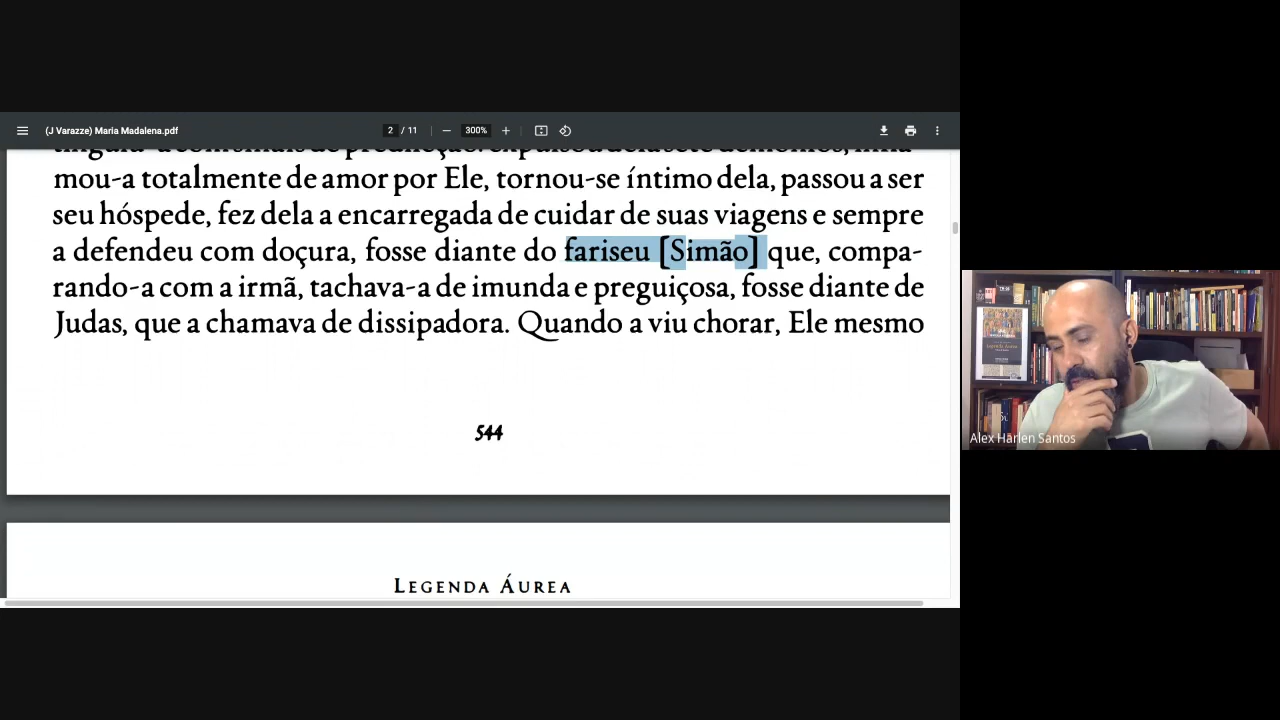 (J Varazze) Maria Madalena.pdf
2 / 11
300%
mou-a totalmente de amor por Ele, tornou-se íntimo dela, passou a ser
seu hóspede, fez dela a encarregada de cuidar de suas viagens e sempre
a defendeu com doçura, fosse diante do fariseu [Simão] que, compa-
rando-a com a irmã, tachava-a de imunda e preguiçosa, fosse diante de
Judas, que a chamava de dissipadora. Quando a viu chorar, Ele mesmo
544
LEGENDA ÁUREA
Legenda Áurea
Alex Harlen Santos